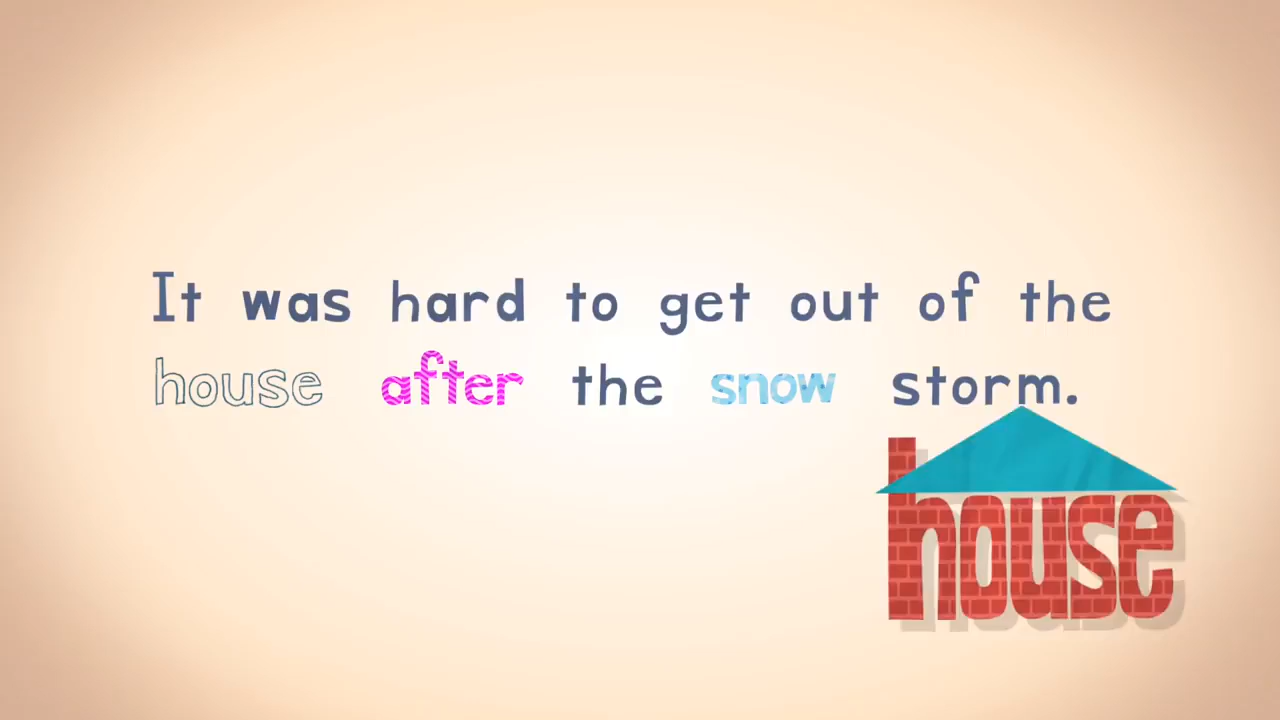 It was hard to get out of the
house after the snow storm.
house